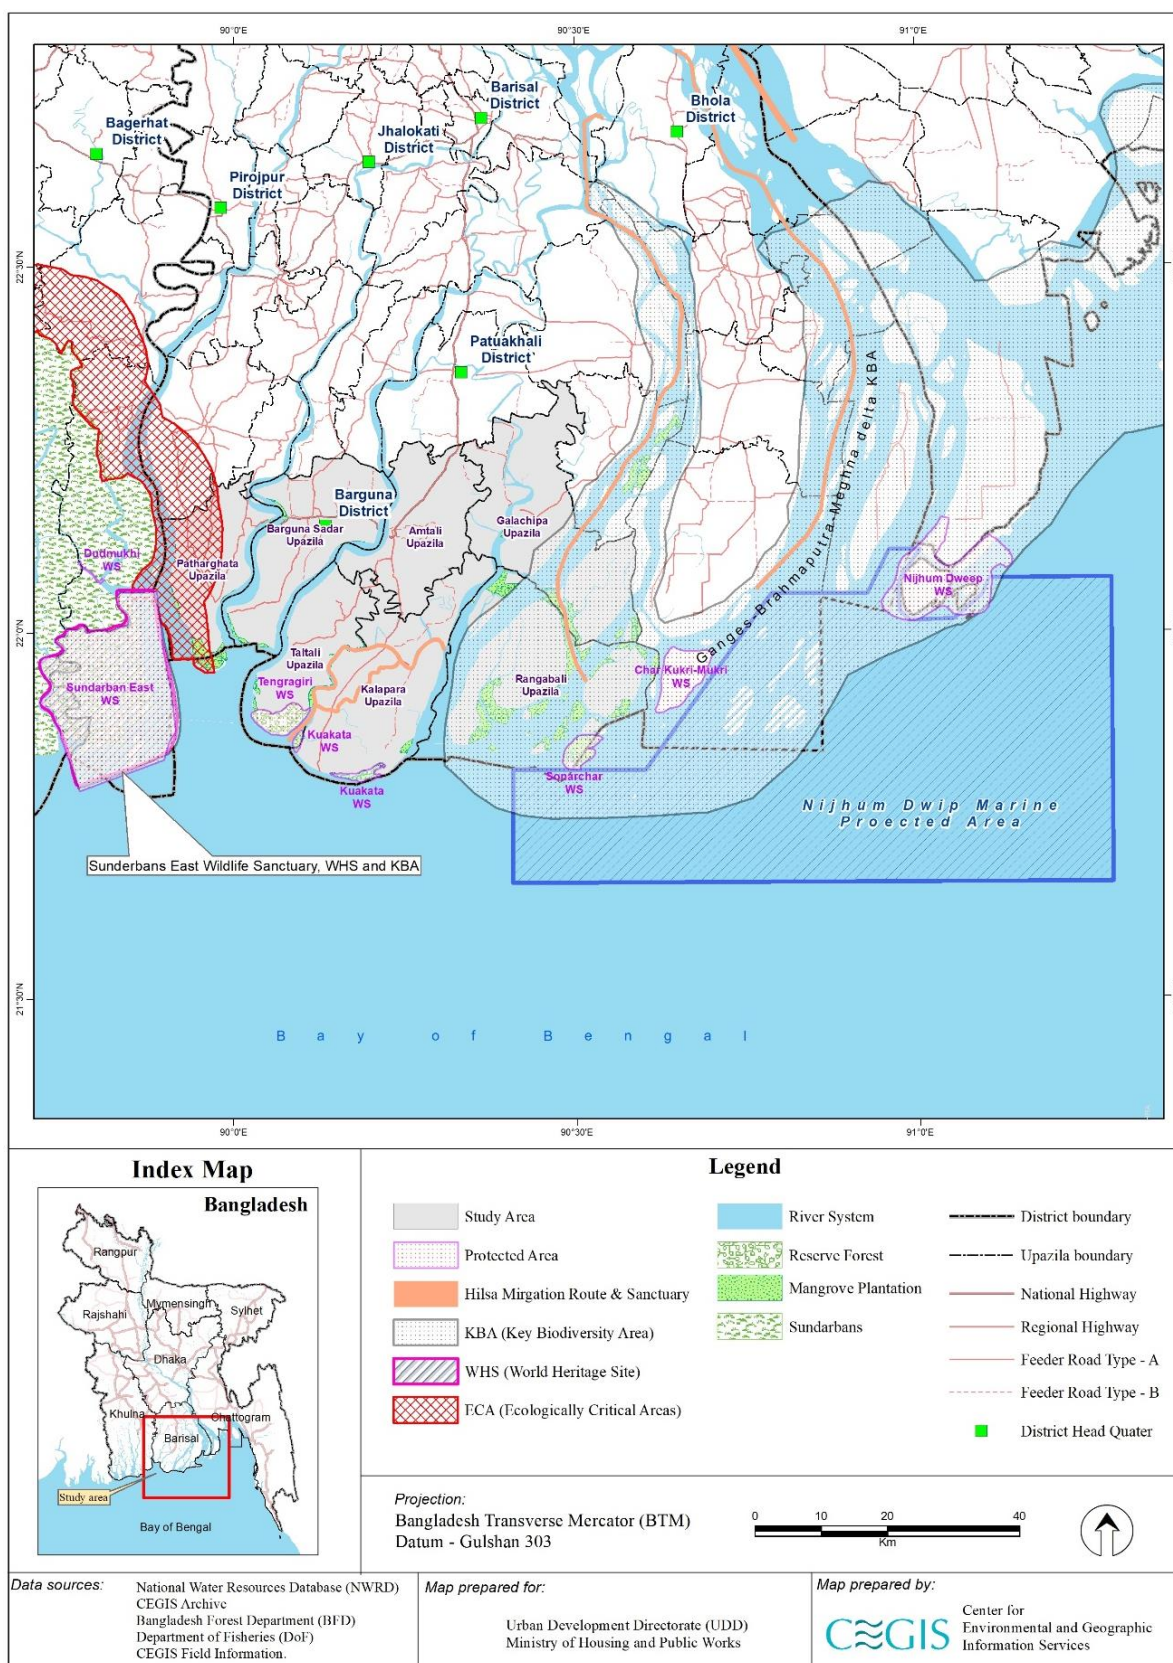 90°0'E
90°30'E
91°0'E
Barisal
District
Bhola
District
Bagerhat
District
Jhalokati
District
Pirojpur
District
22°30'N
Patuakhali
District
Barguna
District
Barguna Sadar
Upazila
Amtali
Upazila
Galachipa
Upazila
Dudmukhi
WS
Patharghata
Upazila
Nijhum Dweep
WS
Ganges-Brahmaputra-Meghna delta KBA
22°0'N
Taltali
Upazila
Tengragiri
WS
Kalapara
Upazila
Rangabali
Upazila
Char Kukri-Mukri
WS
Sundarban East
WS
Kuakata
WS
Kuakata
WS
Soparchar
WS
Nijhum Dwip Marine
Proected Area
Sunderbans East Wildlife Sanctuary, WHS and KBA
21°30'N
Bay of Bengal
90°0'E
90°30'E
91°0'E
Index Map
Bangladesh
Rangpur
Rajshahi
Mymensingh
Sylhet
Dhaka
Khulna
Chattogram
Barisal
Study area
Bay of Bengal
Legend
Study Area
Protected Area
Hilsa Mirgation Route & Sanctuary
KBA (Key Biodiversity Area)
WHS (World Heritage Site)
ECA (Ecologically Critical Areas)
River System
Reserve Forest
Mangrove Plantation
Sundarbans
District boundary
Upazila boundary
National Highway
Regional Highway
Feeder Road Type - A
Feeder Road Type - B
District Head Quater
Projection:
Bangladesh Transverse Mercator (BTM)
Datum - Gulshan 303
0 10 20 40
Km
Data sources:
National Water Resources Database (NWRD)
CEGIS Archive
Bangladesh Forest Department (BFD)
Department of Fisheries (DoF)
CEGIS Field Information.
Map prepared for:
Urban Development Directorate (UDD)
Ministry of Housing and Public Works
Map prepared by:
CEGIS
Center for
Environmental and Geographic
Information Services